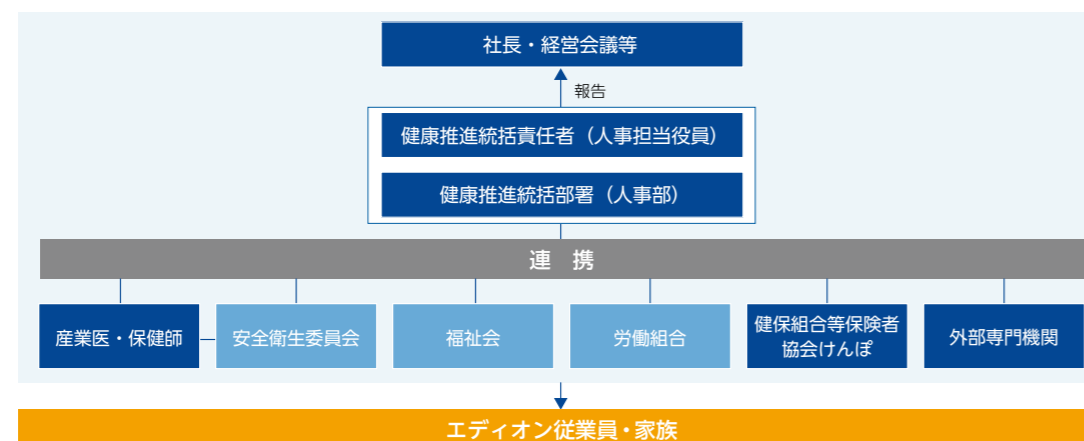 社長・経営会議等
報告
健康推進統括責任者（人事担当役員）
健康推進統括部署（人事部）
連　携
産業医・保健師
安全衛生委員会
福祉会
労働組合
健保組合等保険者
協会けんぽ
外部専門機関
エディオン従業員・家族